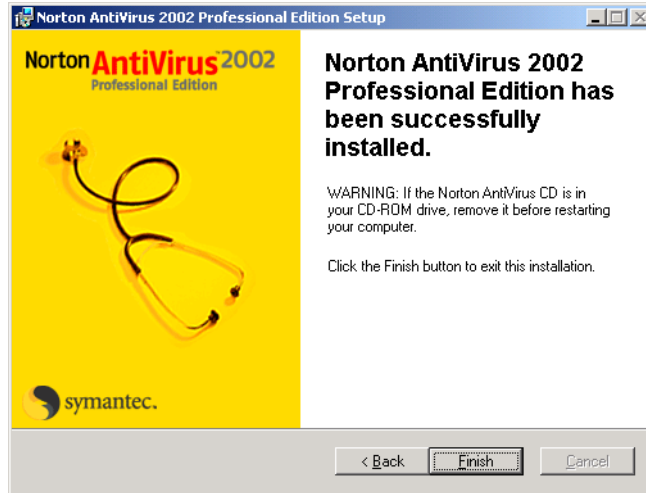 Norton AntiVirus 2002 Professional Edition Setup
Norton AntiVirus 2002
Professional Edition
symantec.
Norton AntiVirus 2002
Professional Edition has
been successfully
installed.
WARNING: If the Norton AntiVirus CD is in
your CD-ROM drive, remove it before restarting
your computer.
Click the Finish button to exit this installation.
< Back
Finish
Cancel